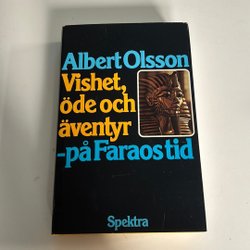 Albert Olsson
Vishet,
öde och
äventyr
-på Faraos tid
Spektra